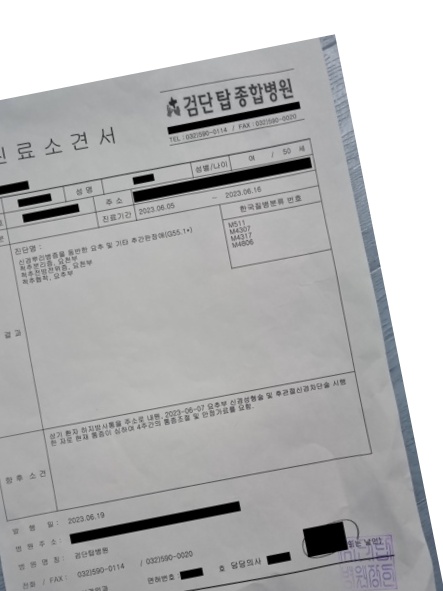 검단탑종합병원
TEL : 032)590-0114 / FAX : 032)590-0020
진료소견서
성 명
성별/나이 여 / 50 세
주 소
진료기간 2023.06.05 ~ 2023.06.16
진단명 :
한국질병분류 번호
신경뿌리병증을 동반한 요추 및 기타 추간판장애(G55.1*)
척추분리증, 요천부
척추전방전위증, 요천부
척추협착, 요추부
M511
M4307
M4317
M4806
경 과
상기 환자 하지방사통을 주소로 내원, 2023-06-07 요추부 신경성형술 및 후관절신경차단술 시행
한 자로 현재 통증이 심하여 4주간의 통증조절 및 안정가료를 요함.
향후 소견
발 행 일 : 2023.06.19
병원 주소 :
병원 명칭 : 검단탑병원
전화 / FAX : 032)590-0114 / 032)590-0020
면허번호 호 담당의사